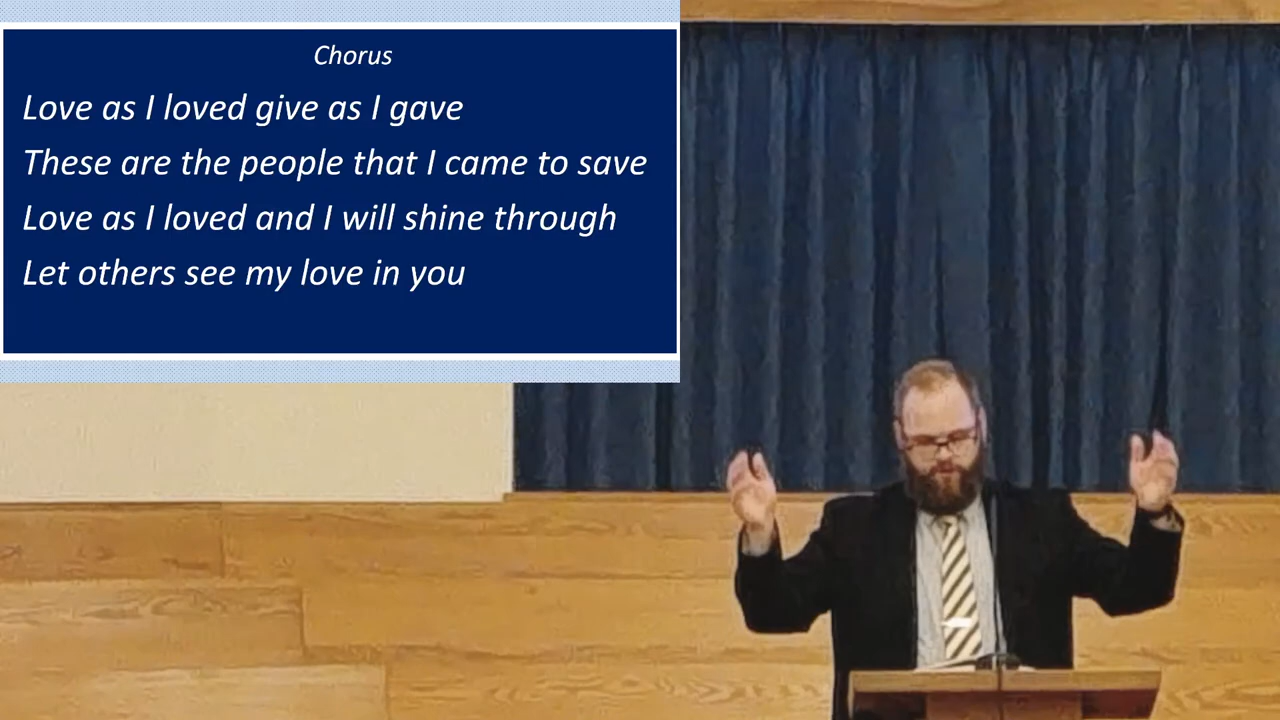 Chorus
Love as I loved give as I gave
These are the people that I came to save
Love as I loved and I will shine through
Let others see my love in you